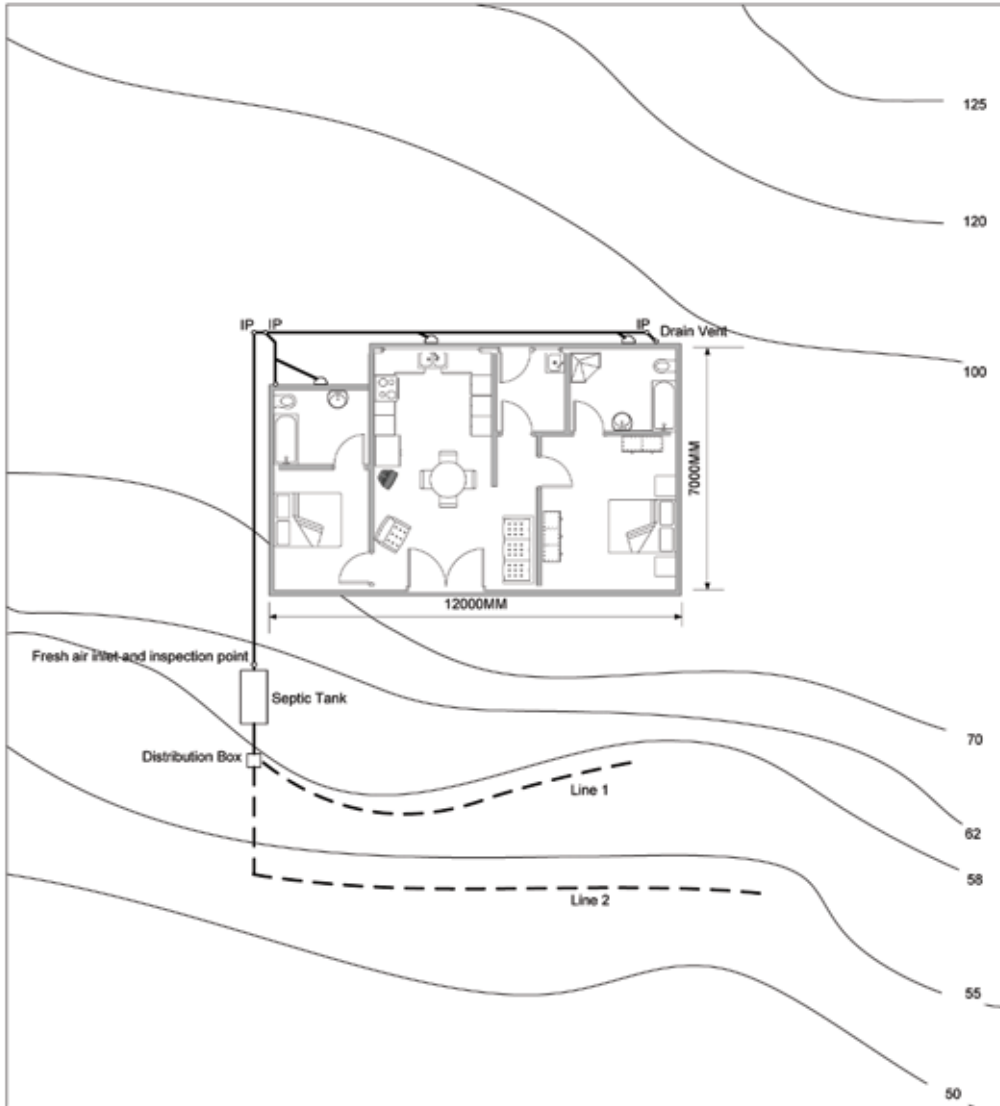 125
120
IP IP
IP
Drain Vent
100
7000MM
12000MM
Fresh air inlet and inspection point
Septic Tank
70
Distribution Box
Line 1
62
58
Line 2
55
50